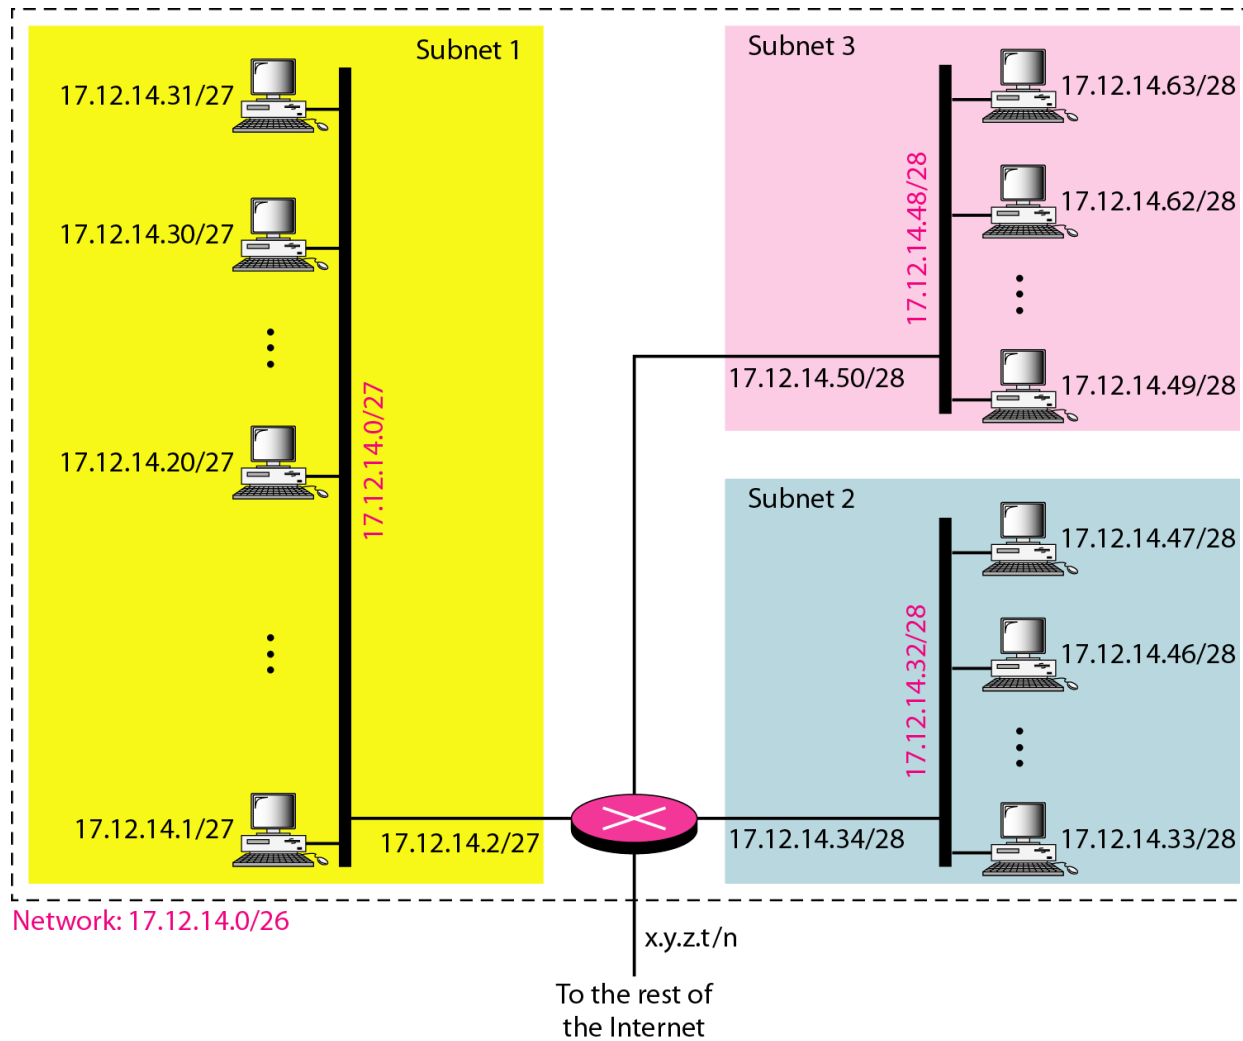 Subnet 1
17.12.14.31/27
17.12.14.30/27
17.12.14.20/27
17.12.14.0/27
17.12.14.1/27
17.12.14.2/27
Subnet 3
17.12.14.63/28
17.12.14.62/28
17.12.14.48/28
17.12.14.50/28
17.12.14.49/28
Subnet 2
17.12.14.47/28
17.12.14.46/28
17.12.14.32/28
17.12.14.34/28
17.12.14.33/28
Network: 17.12.14.0/26
x.y.z.t/n
To the rest of
the Internet